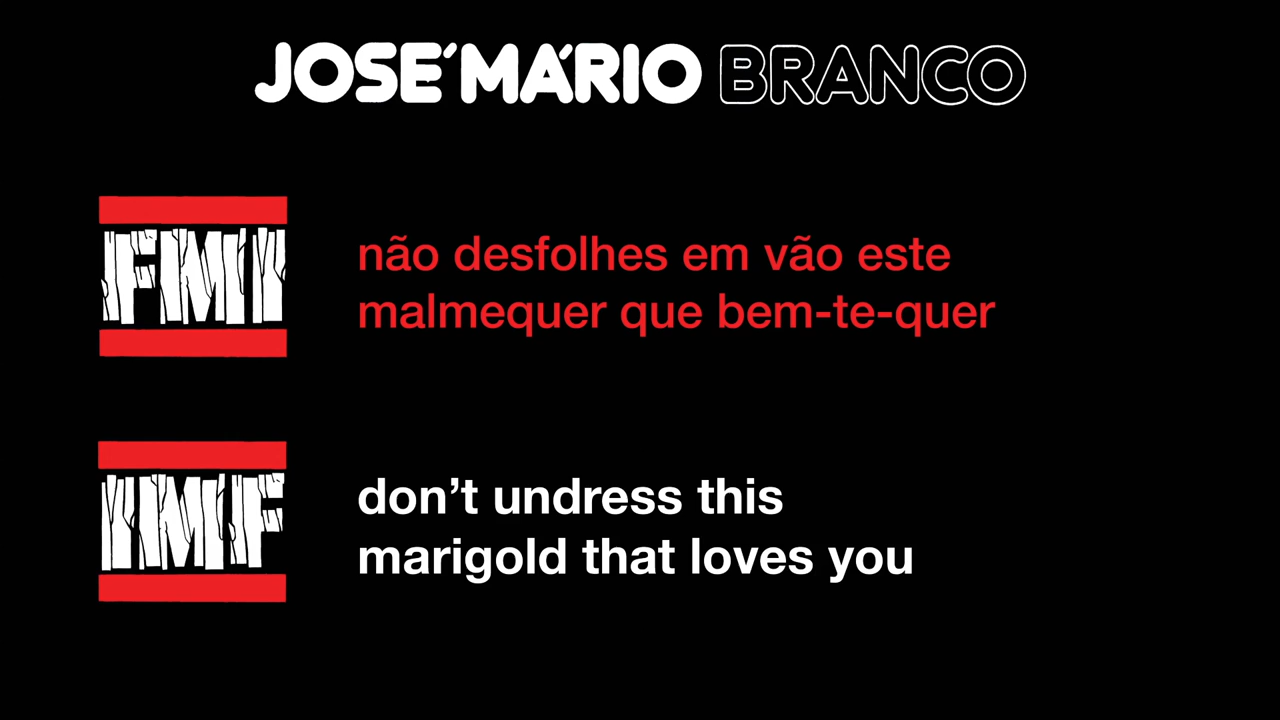 JOSÉ MÁRIO BRANCO
FMI
não desfolhes em vão este
malmequer que bem-te-quer
IMF
don’t undress this
marigold that loves you